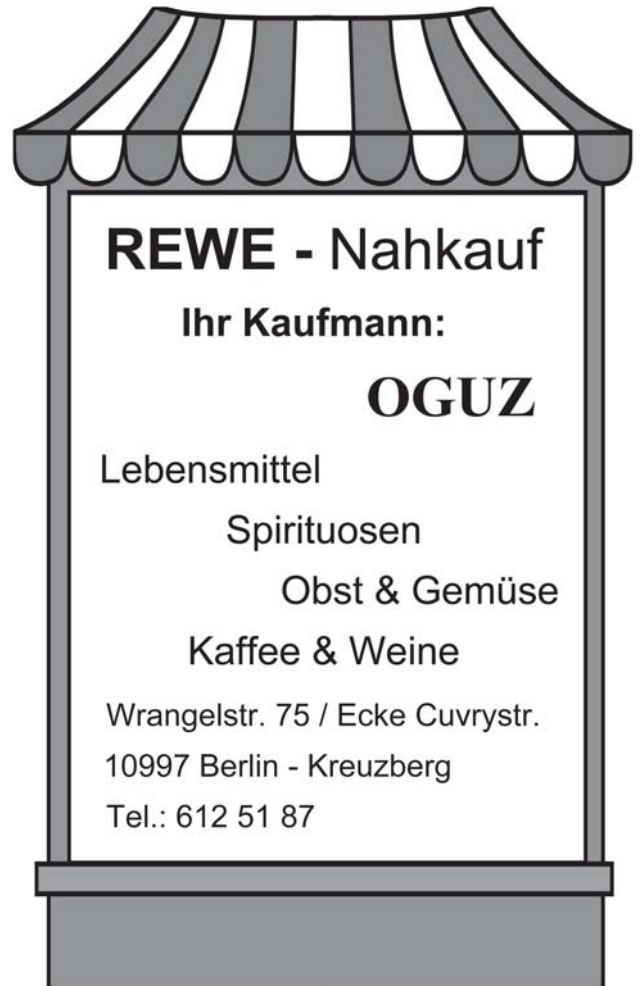 REWE - Nahkauf
Ihr Kaufmann:
OGUZ
Lebensmittel
Spirituosen
Obst & Gemüse
Kaffee & Weine
Wrangelstr. 75 / Ecke Cuvrystr.
10997 Berlin - Kreuzberg
Tel.: 612 51 87